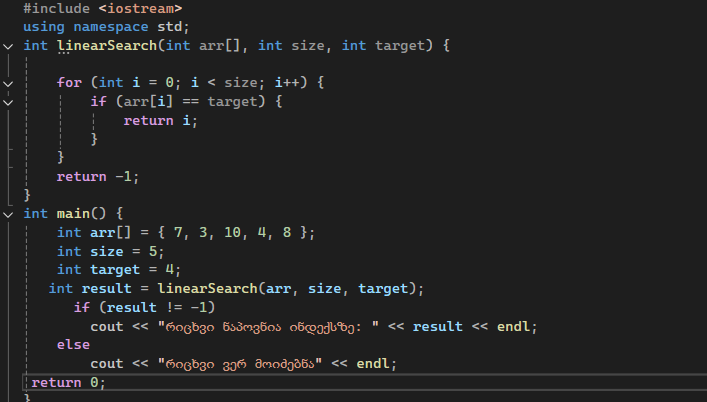 #include <iostream>
using namespace std;
int linearSearch(int arr[], int size, int target) {
for (int i = 0; i < size; i++) {
if (arr[i] == target) {
return i;
}
}
return -1;
}
int main() {
int arr[] = { 7, 3, 10, 4, 8 };
int size = 5;
int target = 4;
int result = linearSearch(arr, size, target);
if (result != -1)
cout << "რიცხვი ნაპოვნია ინდექსზე: " << result << endl;
else
cout << "რიცხვი ვერ მოიძებნა" << endl;
return 0;
}